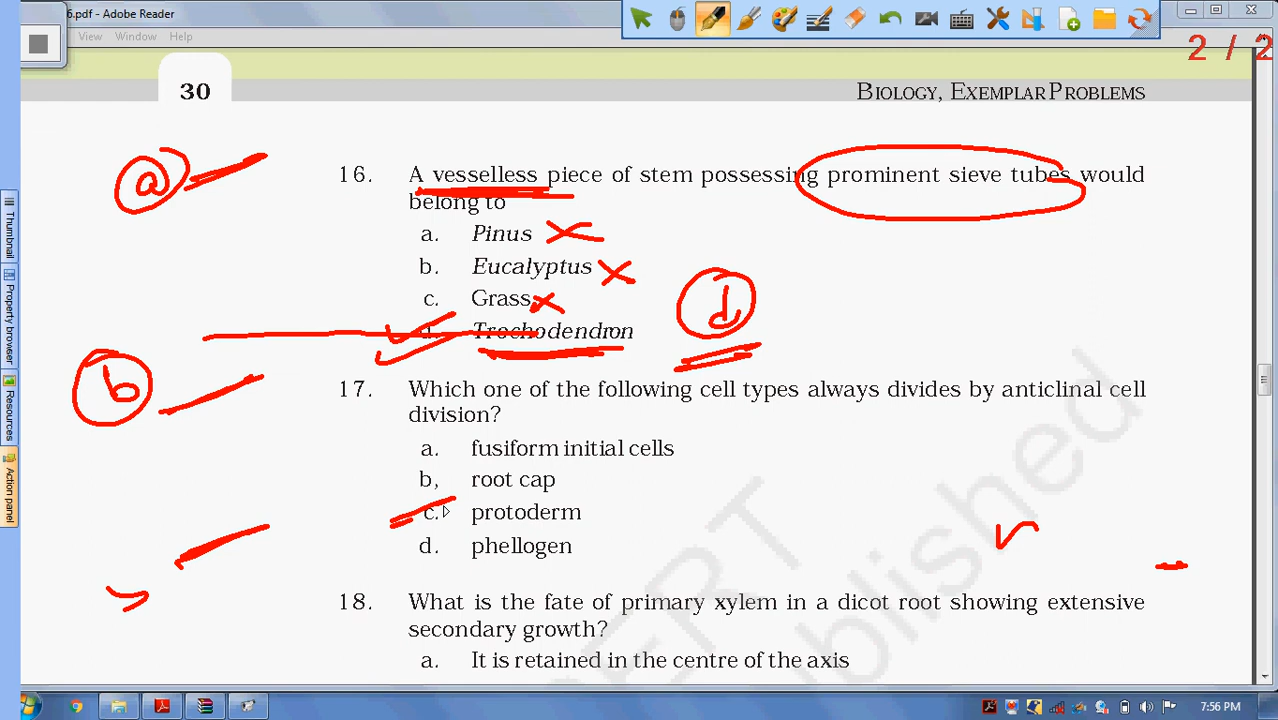 6.pdf - Adobe Reader
View Window Help
2 / 2
30
BIOLOGY, EXEMPLAR PROBLEMS
a
16. A vesselless piece of stem possessing prominent sieve tubes would
belong to
a. Pinus
b. Eucalyptus
c. Grass
d. Trochodendron
d
b
17. Which one of the following cell types always divides by anticlinal cell
division?
a. fusiform initial cells
b, root cap
c. protoderm
d. phellogen
18. What is the fate of primary xylem in a dicot root showing extensive
secondary growth?
a. It is retained in the centre of the axis
Thumbnail
Property browser
Resources
Action panel
7:56 PM